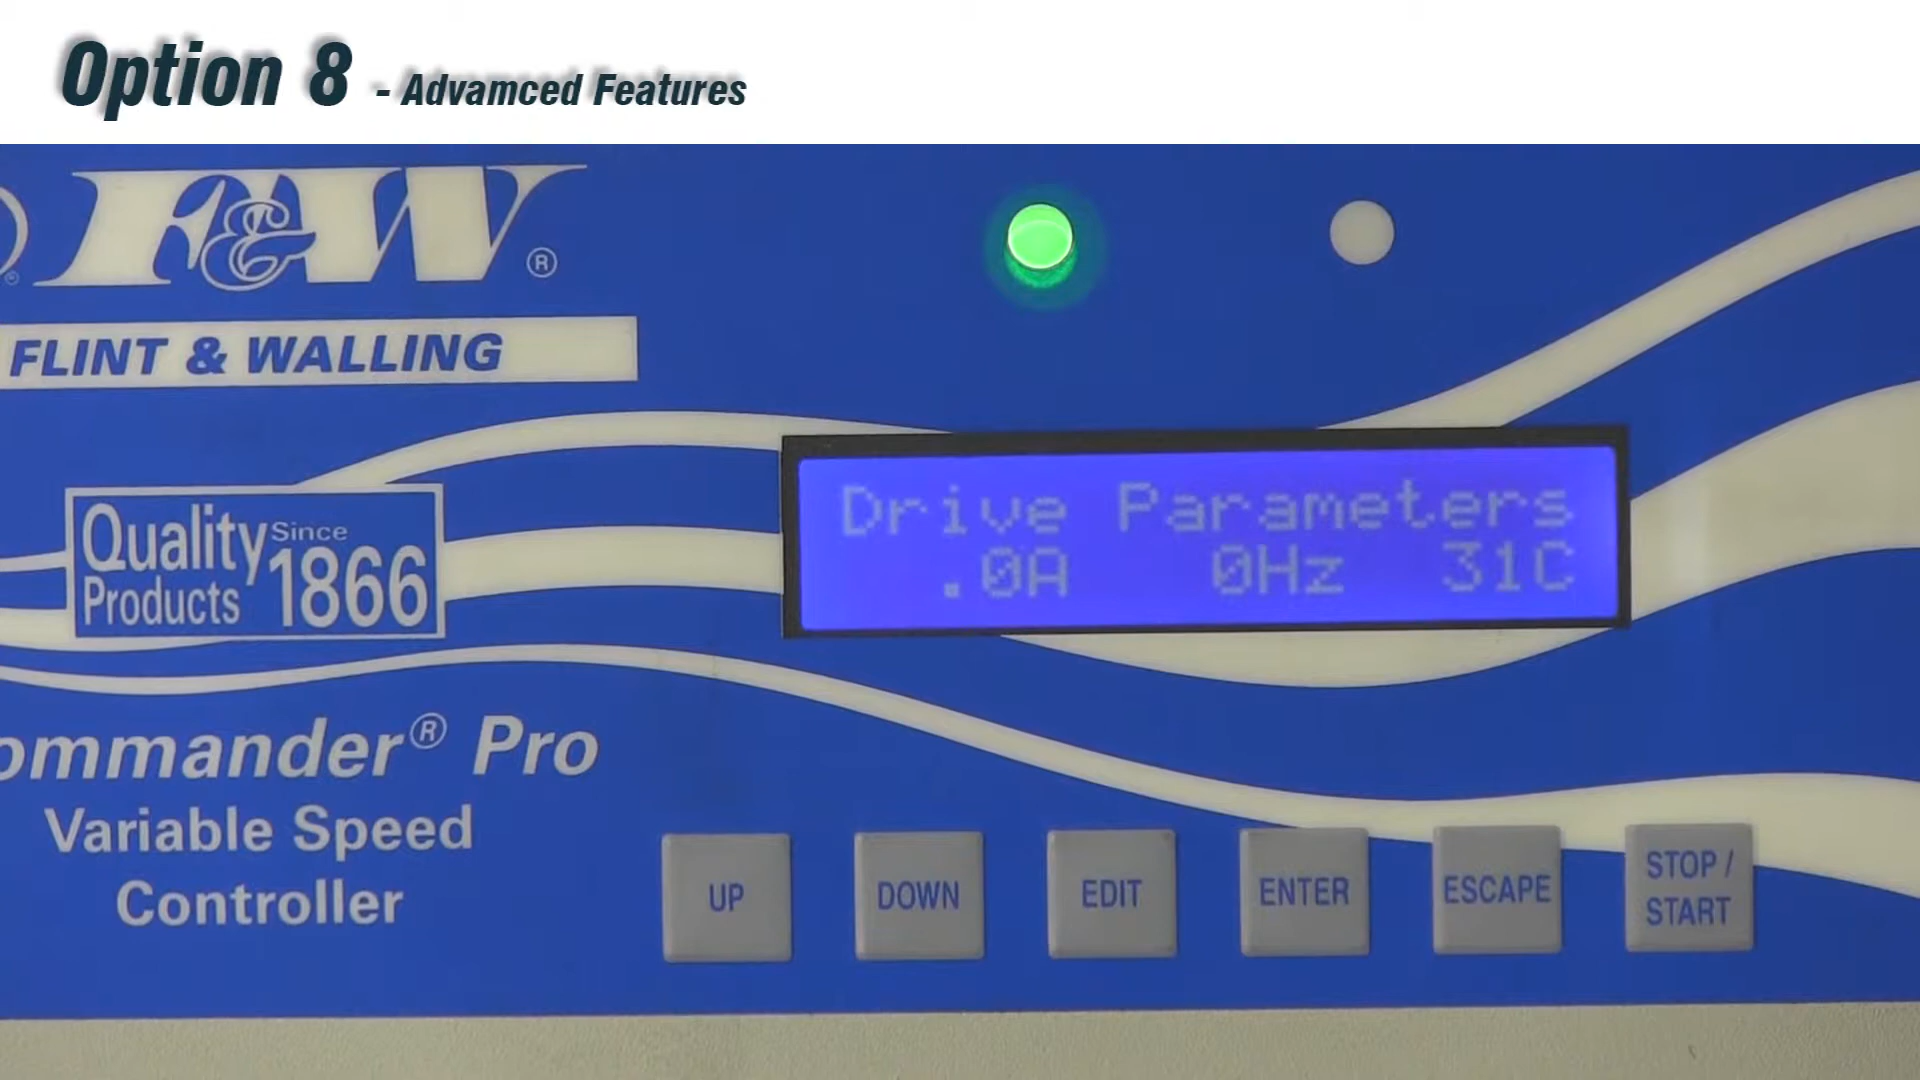 Option 8 - Advamced Features
F&W®
FLINT & WALLING
Quality Since
Products 1866
Drive Parameters
.0A 0Hz 31C
ommander® Pro
Variable Speed
Controller
UP
DOWN
EDIT
ENTER
ESCAPE
STOP /
START